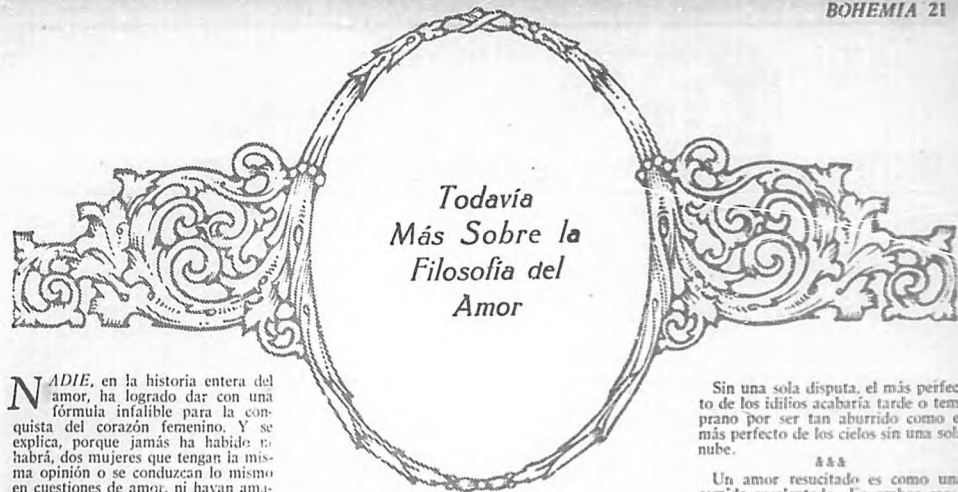 BOHEMIA 21
Todavía
Más Sobre la
Filosofía del
Amor
NADIE, en la historia entera del
amor, ha logrado dar con una
fórmula infalible para la con-
quista del corazón femenino. Y se
explica, porque jamás ha habido
habrá, dos mujeres que tengan la mis-
ma opinión o se conduzcan lo mismo
en cuestiones de amor, ni hayan ama-
Sin una sola disputa, el más perfec
to de los idilios acabaría tarde o tem
prano por ser tan aburrido como e
más perfecto de los cielos sin una sol
nube.
&&&
Un amor resucitado es como un